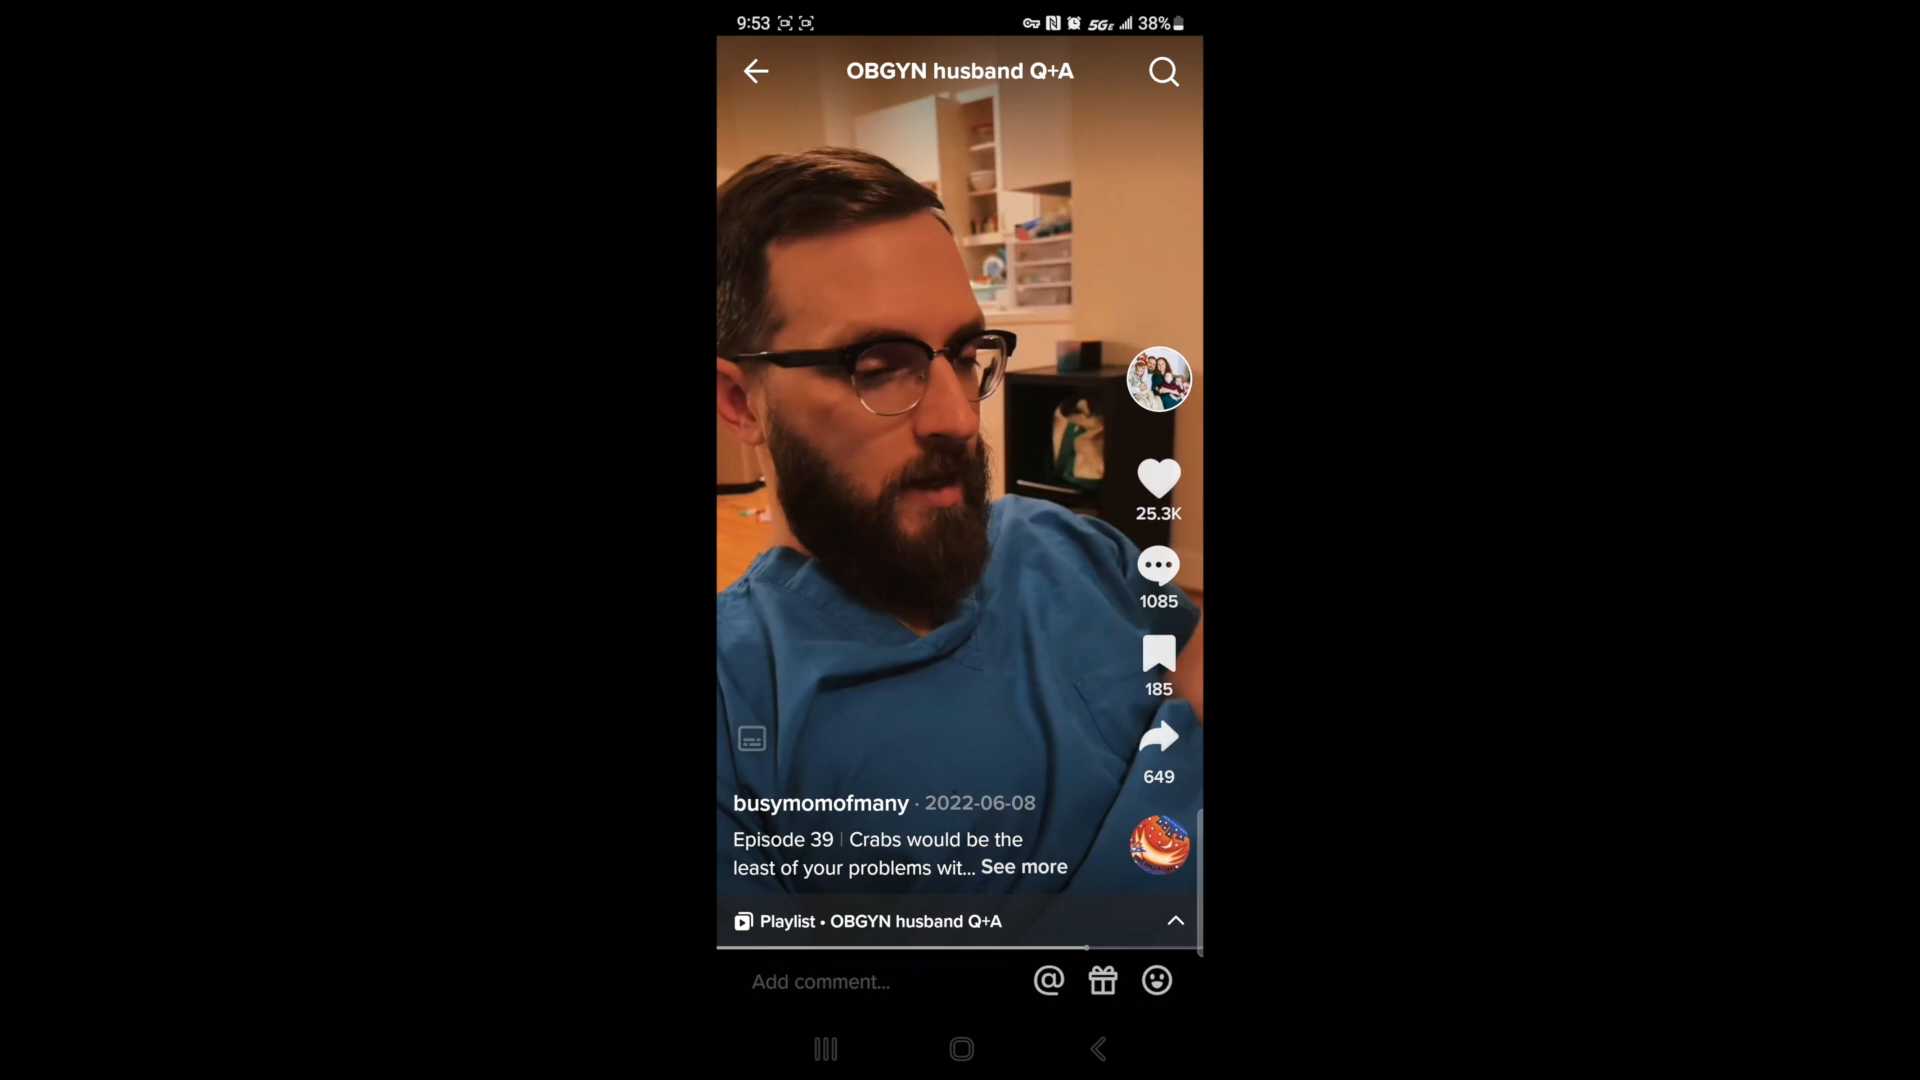 9:53 5GE 38%
OBGYN husband Q+A
25.3K
1085
185
649
busymomofmany · 2022-06-08
Episode 39 | Crabs would be the
least of your problems wit... See more
Playlist • OBGYN husband Q+A
Add comment...